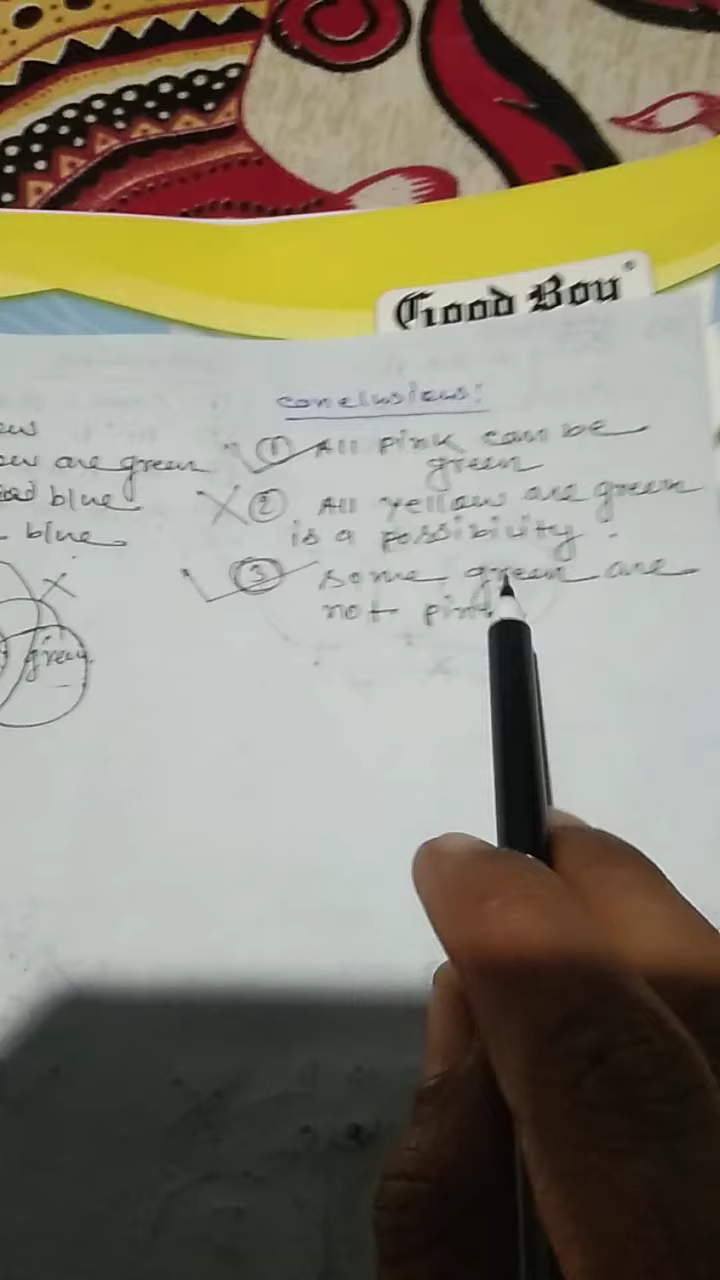 Good Boy
conclusions:
are green
blue
blue
① All pink can be
green
② All yellow are green
is a possibility.
③ some green are
not pink
green